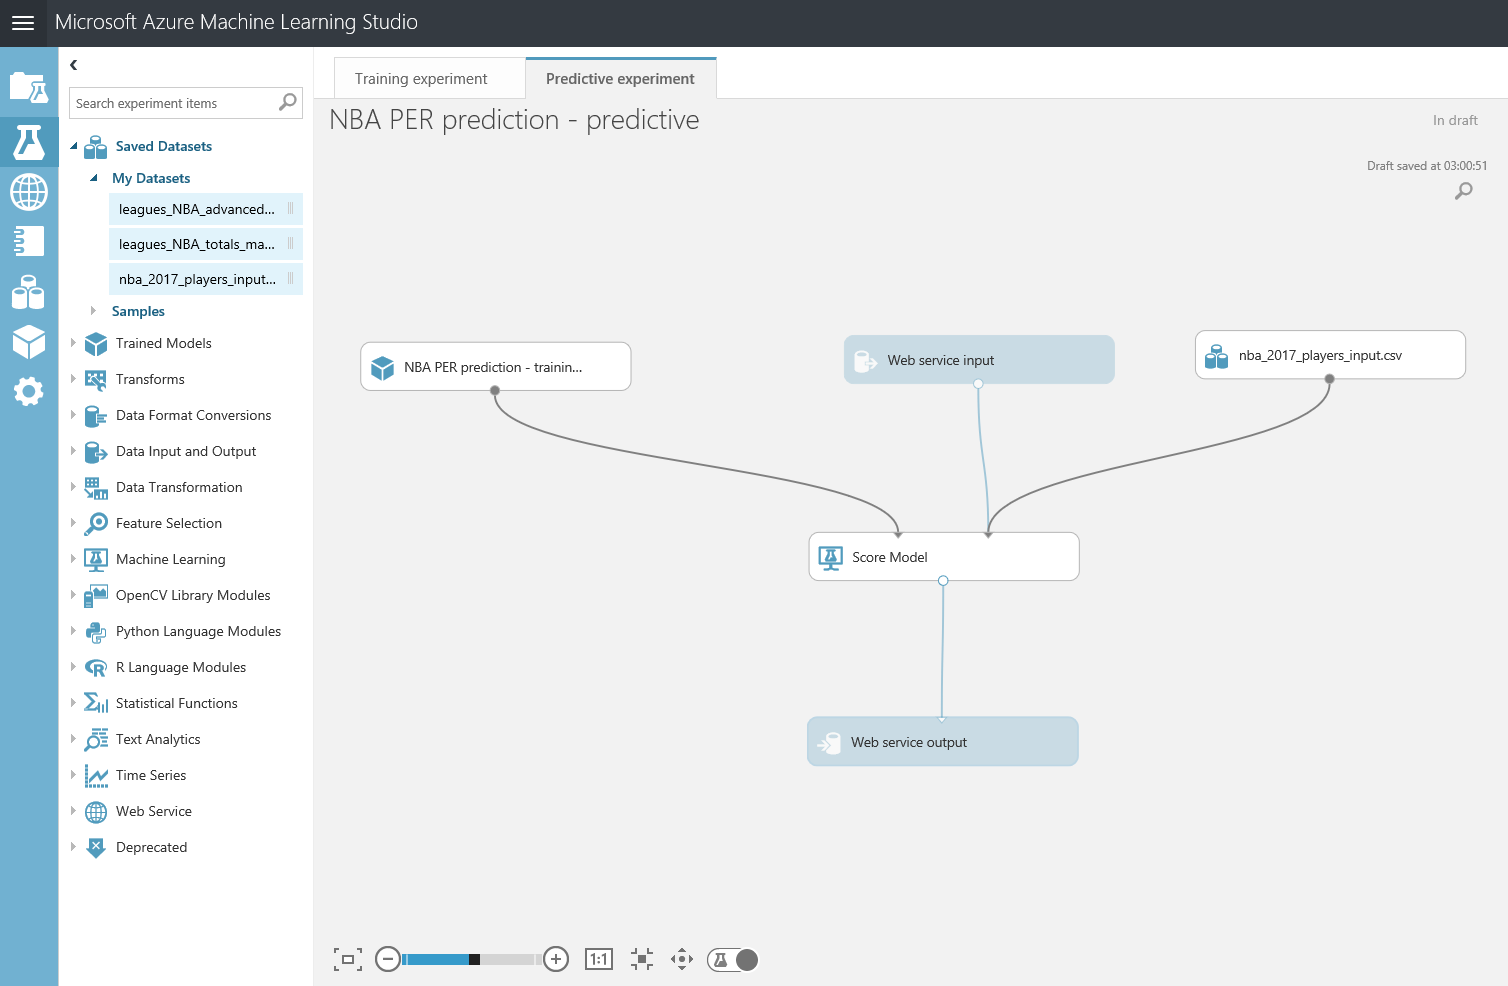 Microsoft Azure Machine Learning Studio
Search experiment items
Saved Datasets
My Datasets
leagues_NBA_advanced...
leagues_NBA_totals_ma...
nba_2017_players_input...
Samples
Trained Models
Transforms
Data Format Conversions
Data Input and Output
Data Transformation
Feature Selection
Machine Learning
OpenCV Library Modules
Python Language Modules
R Language Modules
Statistical Functions
Text Analytics
Time Series
Web Service
Deprecated
Training experiment
Predictive experiment
NBA PER prediction - predictive
In draft
Draft saved at 03:00:51
NBA PER prediction - trainin...
Web service input
nba_2017_players_input.csv
Score Model
Web service output
1:1